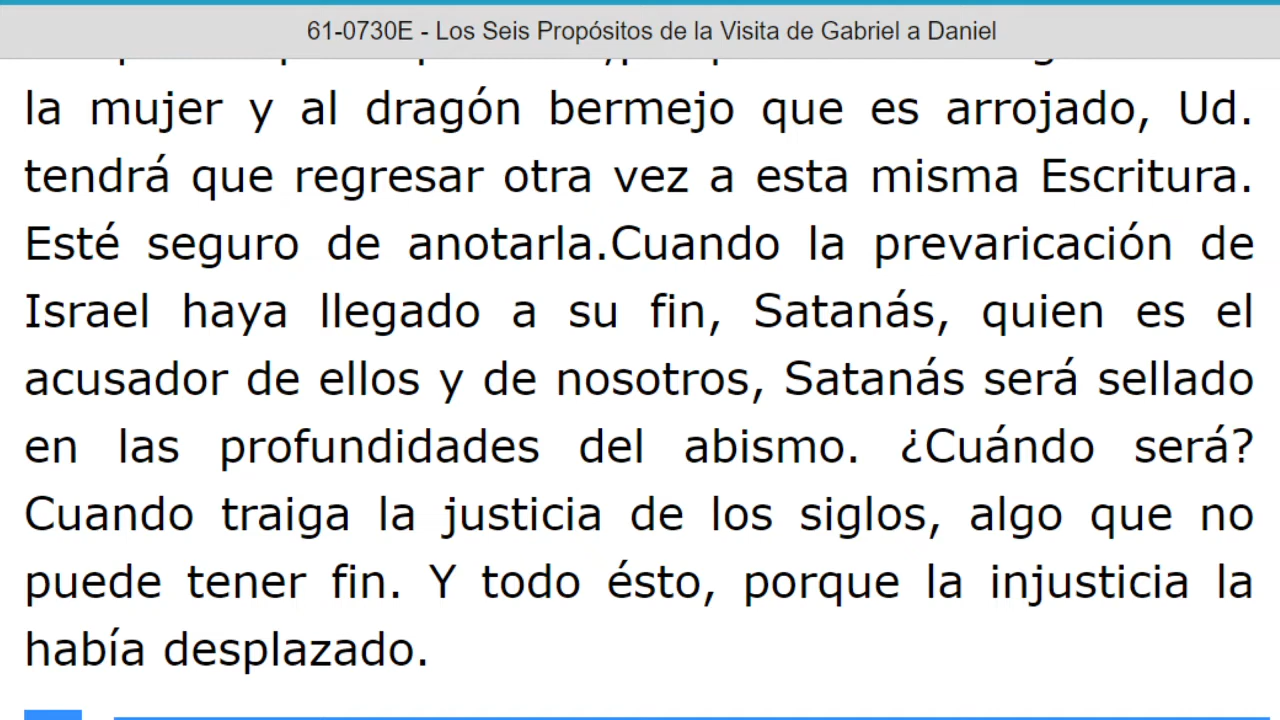 61-0730E - Los Seis Propósitos de la Visita de Gabriel a Daniel
la mujer y al dragón bermejo que es arrojado, Ud.
tendrá que regresar otra vez a esta misma Escritura.
Esté seguro de anotarla.Cuando la prevaricación de
Israel haya llegado a su fin, Satanás, quien es el
acusador de ellos y de nosotros, Satanás será sellado
en las profundidades del abismo. ¿Cuándo será?
Cuando traiga la justicia de los siglos, algo que no
puede tener fin. Y todo ésto, porque la injusticia la
había desplazado.